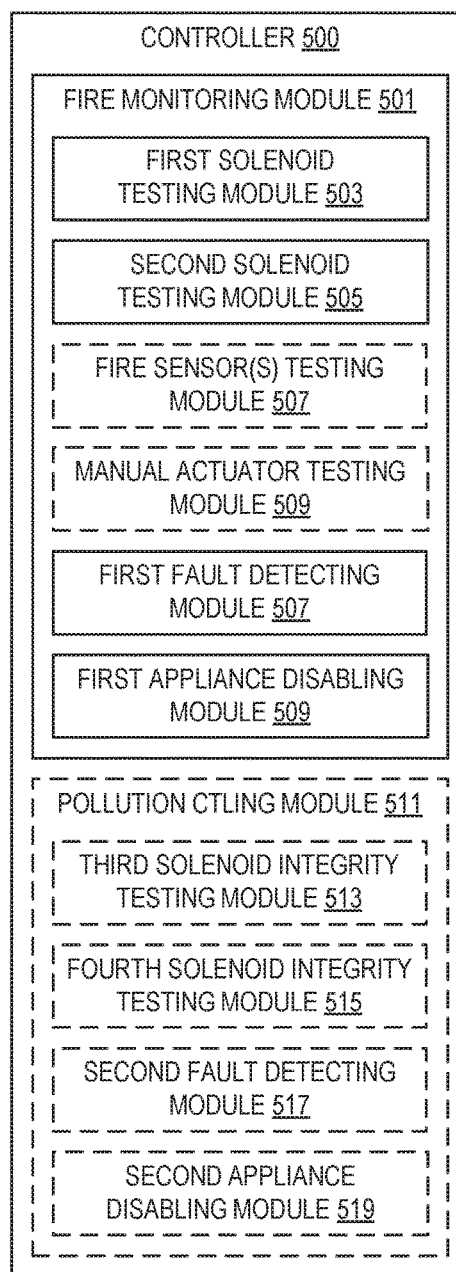 CONTROLLER 500
FIRE MONITORING MODULE 501
FIRST SOLENOID
TESTING MODULE 503
SECOND SOLENOID
TESTING MODULE 505
FIRE SENSOR(S) TESTING
MODULE 507
MANUAL ACTUATOR TESTING
MODULE 509
FIRST FAULT DETECTING
MODULE 507
FIRST APPLIANCE DISABLING
MODULE 509
POLLUTION CTLING MODULE 511
THIRD SOLENOID INTEGRITY
TESTING MODULE 513
FOURTH SOLENOID INTEGRITY
TESTING MODULE 515
SECOND FAULT DETECTING
MODULE 517
SECOND APPLIANCE
DISABLING MODULE 519